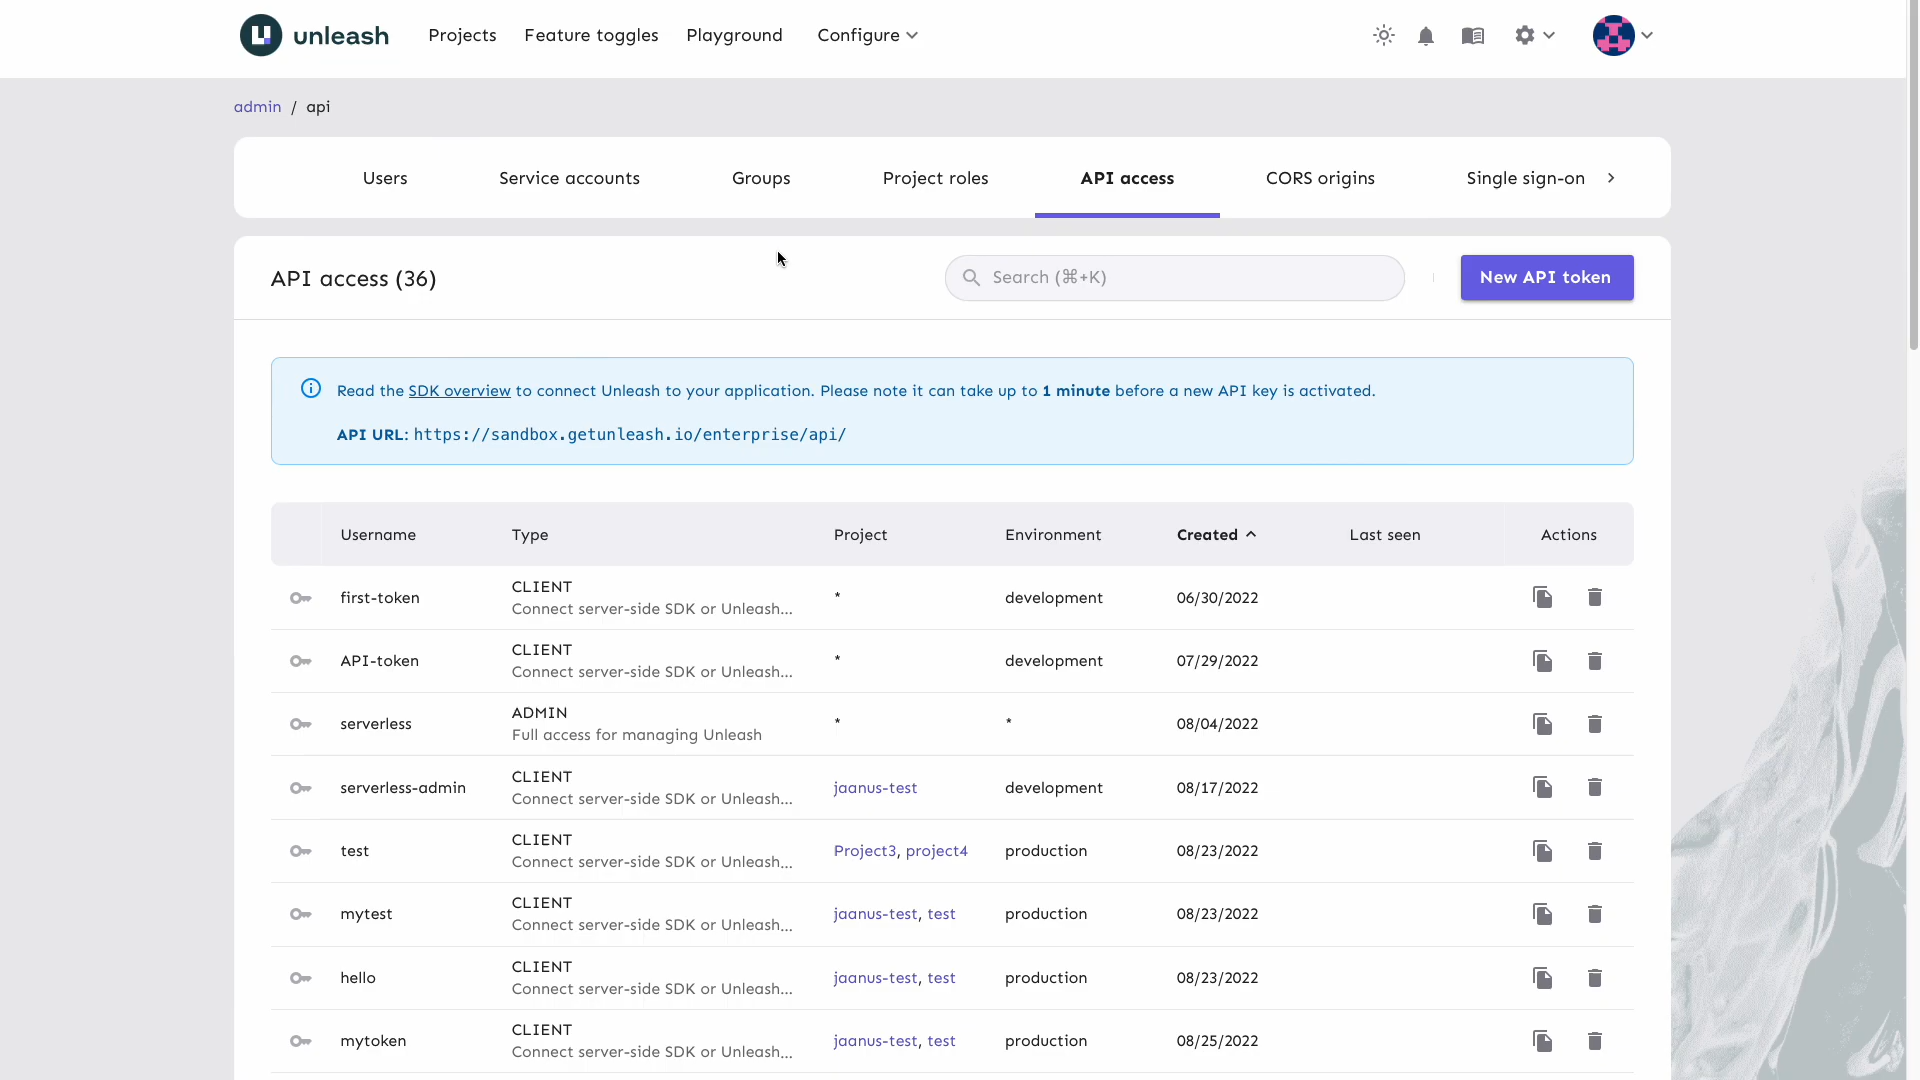 unleash Projects Feature toggles Playground Configure
admin / api
Users Service accounts Groups Project roles API access CORS origins Single sign-on
API access (36) Search (⌘+K) New API token
Read the SDK overview to connect Unleash to your application. Please note it can take up to 1 minute before a new API key is activated.
API URL: https://sandbox.getunleash.io/enterprise/api/
Username Type Project Environment Created Last seen Actions
first-token CLIENT * development 06/30/2022
Connect server-side SDK or Unleash...
API-token CLIENT * development 07/29/2022
Connect server-side SDK or Unleash...
serverless ADMIN * * 08/04/2022
Full access for managing Unleash
serverless-admin CLIENT jaanus-test development 08/17/2022
Connect server-side SDK or Unleash...
test CLIENT Project3, project4 production 08/23/2022
Connect server-side SDK or Unleash...
mytest CLIENT jaanus-test, test production 08/23/2022
Connect server-side SDK or Unleash...
hello CLIENT jaanus-test, test production 08/23/2022
Connect server-side SDK or Unleash...
mytoken CLIENT jaanus-test, test production 08/25/2022
Connect server-side SDK or Unleash...